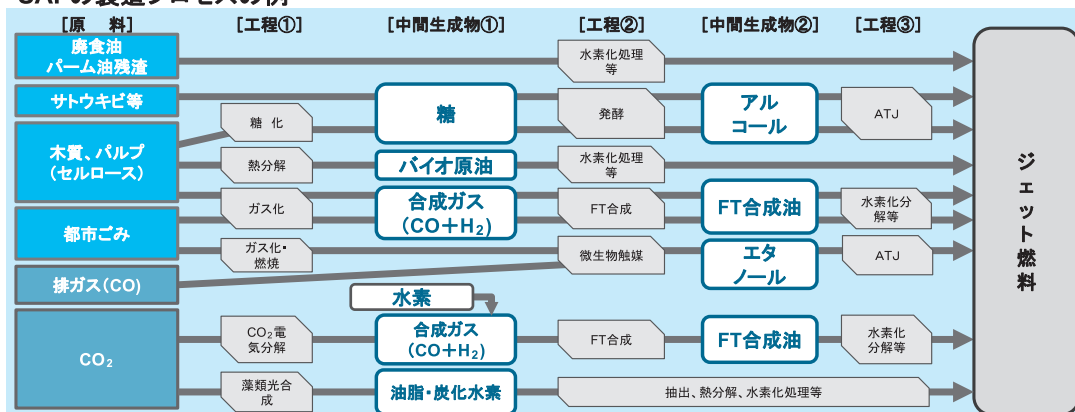 SAFの製造プロセスの例
[原 料] [工程①] [中間生成物①] [工程②] [中間生成物②] [工程③]
廃食油
パーム油残渣
水素化処理
等
サトウキビ等
糖 化
糖
発酵
アル
コール
ATJ
木質、パルプ
(セルロース)
熱分解
バイオ原油
水素化処理
等
ガス化
合成ガス
(CO+H₂)
FT合成
FT合成油
水素化分
解等
都市ごみ
ガス化・
燃焼
微生物触媒
エタ
ノール
ATJ
排ガス(CO)
水素
CO₂
CO₂電
気分解
合成ガス
(CO+H₂)
FT合成
FT合成油
水素化
分解等
藻類光合
成
油脂・炭化水素
抽出、熱分解、水素化処理等
ジェット燃料